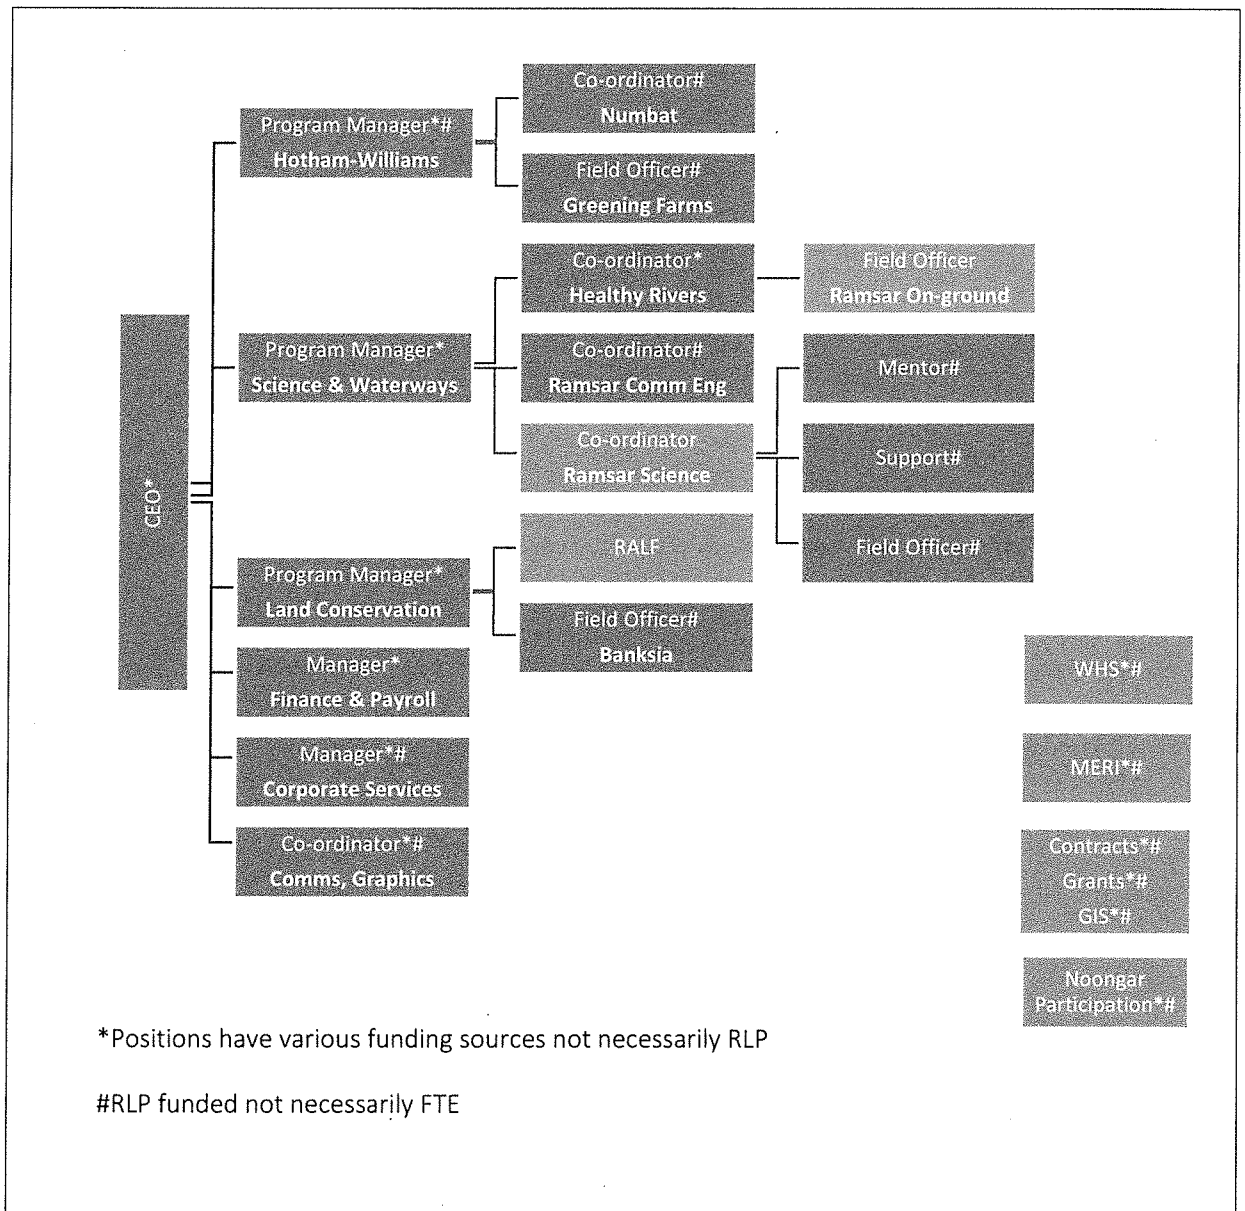 Co-ordinator#
Numbat
Program Manager*#
Hotham-Williams
Field Officer#
Greening Farms
Co-ordinator*
Healthy Rivers
Field Officer
Ramsar On-ground
Program Manager*
Science & Waterways
Co-ordinator#
Ramsar Comm Eng
Mentor#
Co-ordinator
Ramsar Science
Support#
CEO*
RALF
Field Officer#
Program Manager*
Land Conservation
Field Officer#
Banksia
Manager*
Finance & Payroll
WHS*#
Manager*#
Corporate Services
MERI*#
Co-ordinator*#
Comms, Graphics
Contracts*#
Grants*#
GIS*#
Noongar
Participation*#
*Positions have various funding sources not necessarily RLP
#RLP funded not necessarily FTE